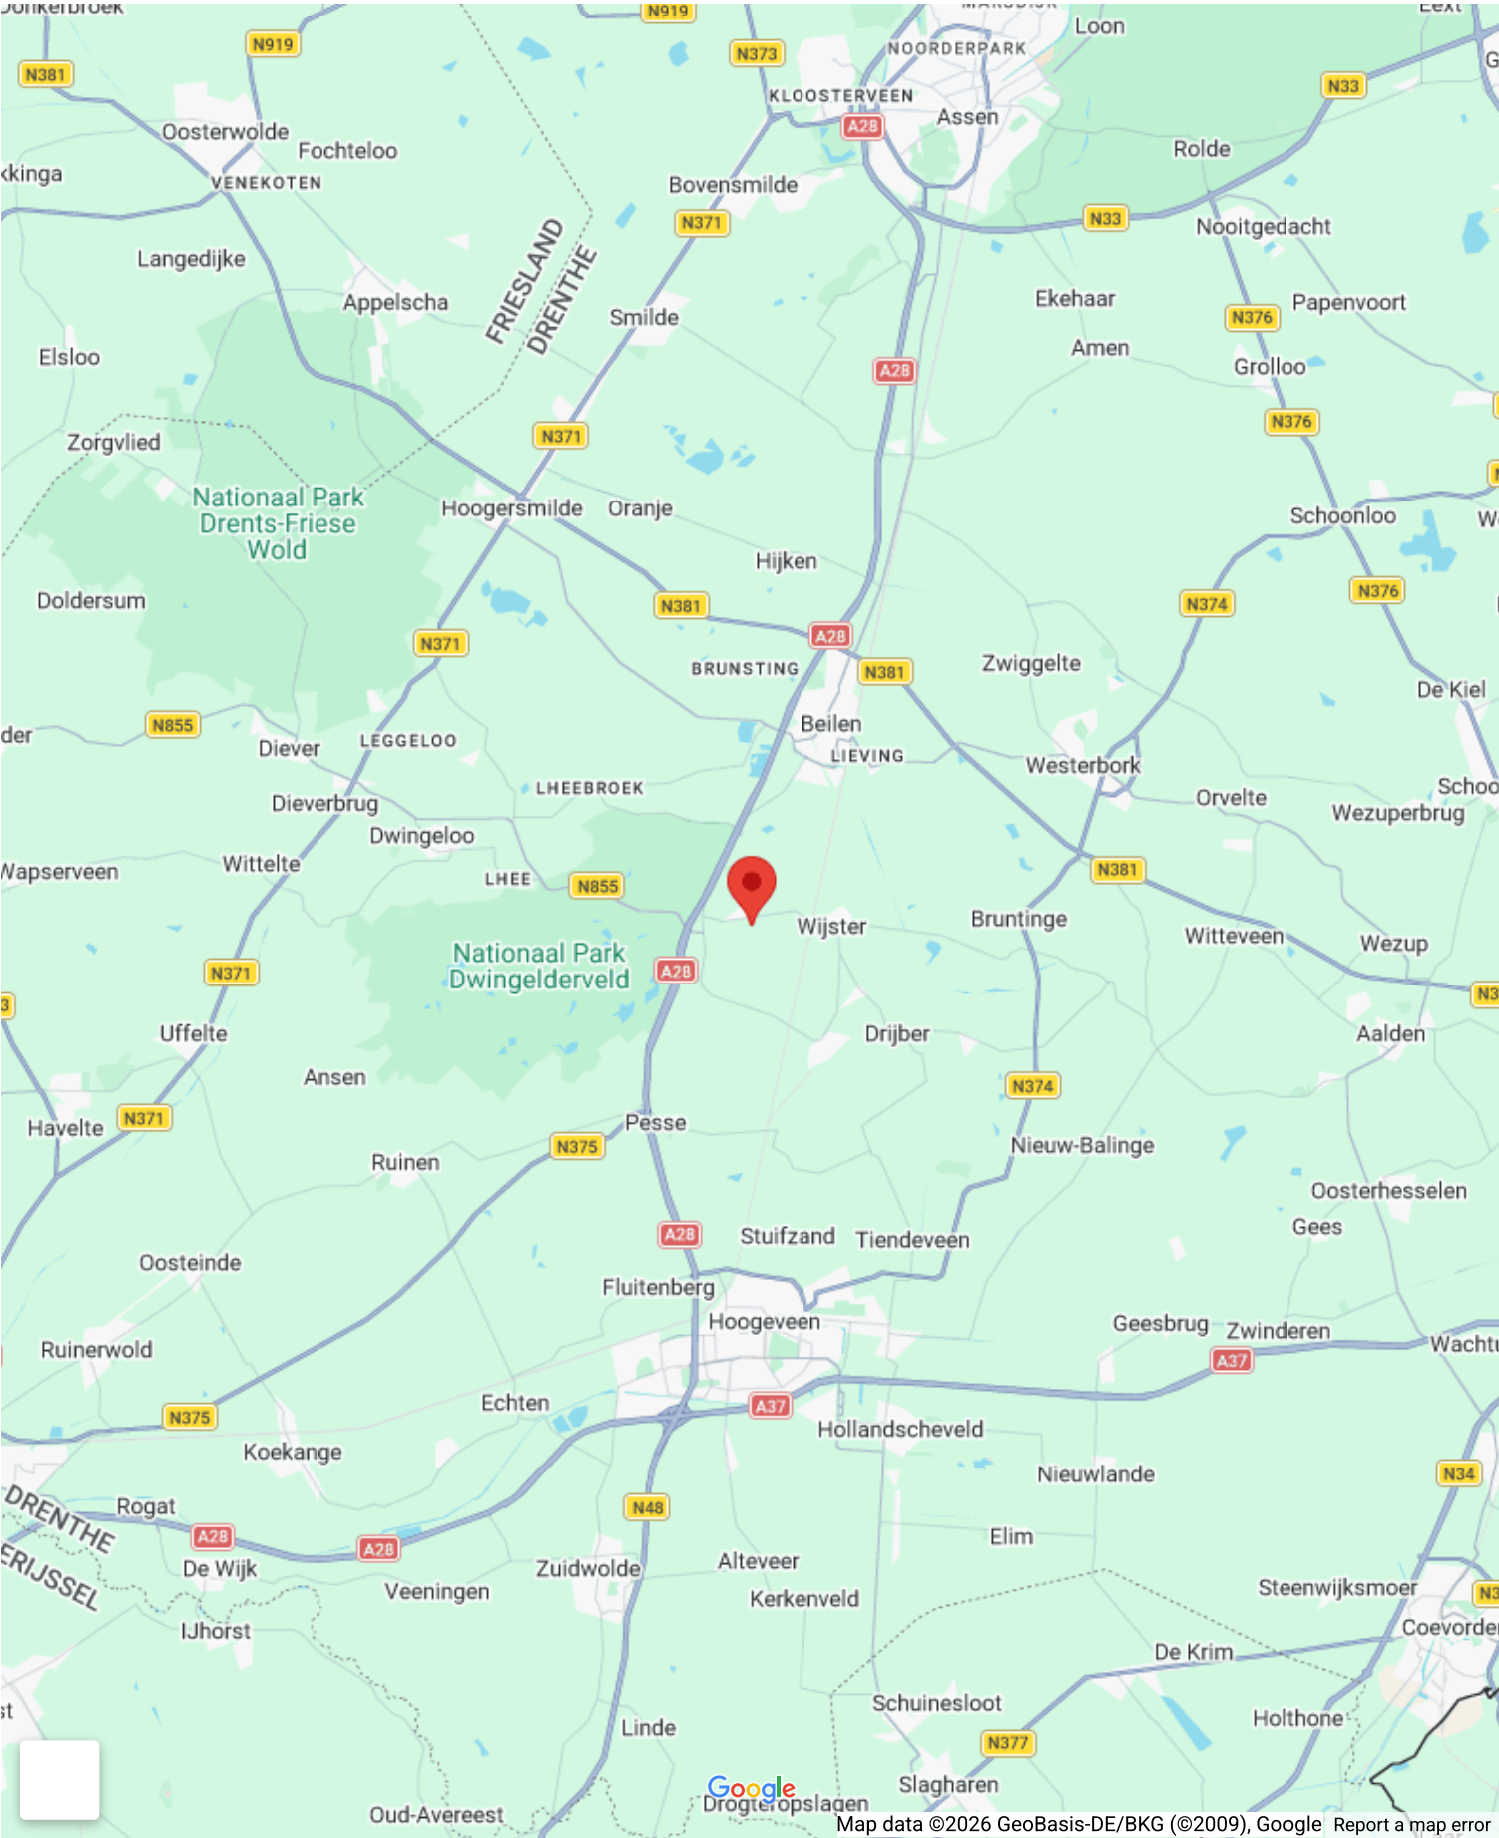 N919
Loon
N919
N373
NOORDERPARK
N381
N33
KLOOSTERVEEN
Assen
A28
Oosterwolde
Fochteloo
Rolde
VENEKOTEN
Bovensmilde
N371
N33
Nooitgedacht
Langedijke
FRIESLAND
DRENTHE
Appelscha
Smilde
Ekehaar
Papenvoort
N376
Elsloo
Amen
A28
Grolloo
N371
N376
Zorgvlied
Nationaal Park
Drents-Friese
Wold
Hoogersmilde
Oranje
Schoonloo
Hijken
Doldersum
N381
N374
N376
N371
A28
BRUNSTING
N381
Zwiggelte
De Kiel
N855
Beilen
Diever
LEGGELOO
LIEVING
Westerbork
LHEEBROEK
Orvelte
Schoo
Dieverbrug
Wezuperbrug
Dwingeloo
Wapserveen
Wittelte
LHEE
N855
N381
Wijster
Bruntinge
Witteveen
Wezup
Nationaal Park
Dwingelderveld
N371
A28
Uffelte
Drijber
Aalden
Ansen
N374
Havelte
N371
Pesse
N375
Nieuw-Balinge
Ruinen
Oosterhesselen
Gees
A28
Stuifzand
Tiendeveen
Oosteinde
Fluitenberg
Hoogeveen
Geesbrug
Zwinderen
Ruinerwold
A37
Wachtu
Echten
A37
N375
Hollandscheveld
Koekange
Nieuwlande
N34
DRENTHE
ERIJSSEL
Rogat
N48
A28
A28
Elim
De Wijk
Zuidwolde
Alteveer
Veeningen
Kerkenveld
Steenwijksmoer
IJhorst
Coevorden
De Krim
Schuinesloot
Linde
Holthone
N377
Google
Slagharen
Drogteropslagen
Oud-Avereest
Map data ©2026 GeoBasis-DE/BKG (©2009), Google
Report a map error